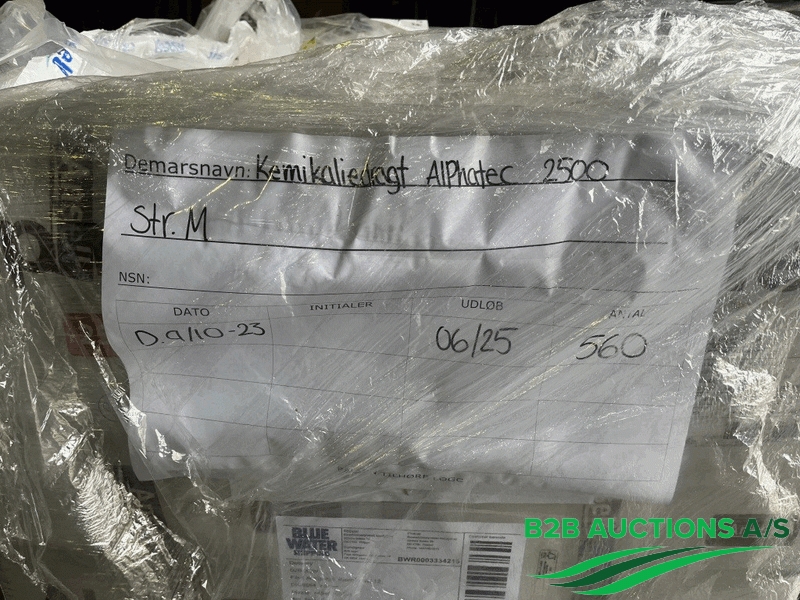 Demarsnavn: Kemikaliedragt AlPhatec 2500
Str. M
NSN:
DATO INITIALER UDLØB ANTAL
D.9/10-23 06/25 560
BLUE
WATER
BWR0093334215
B2B AUCTIONS A/S